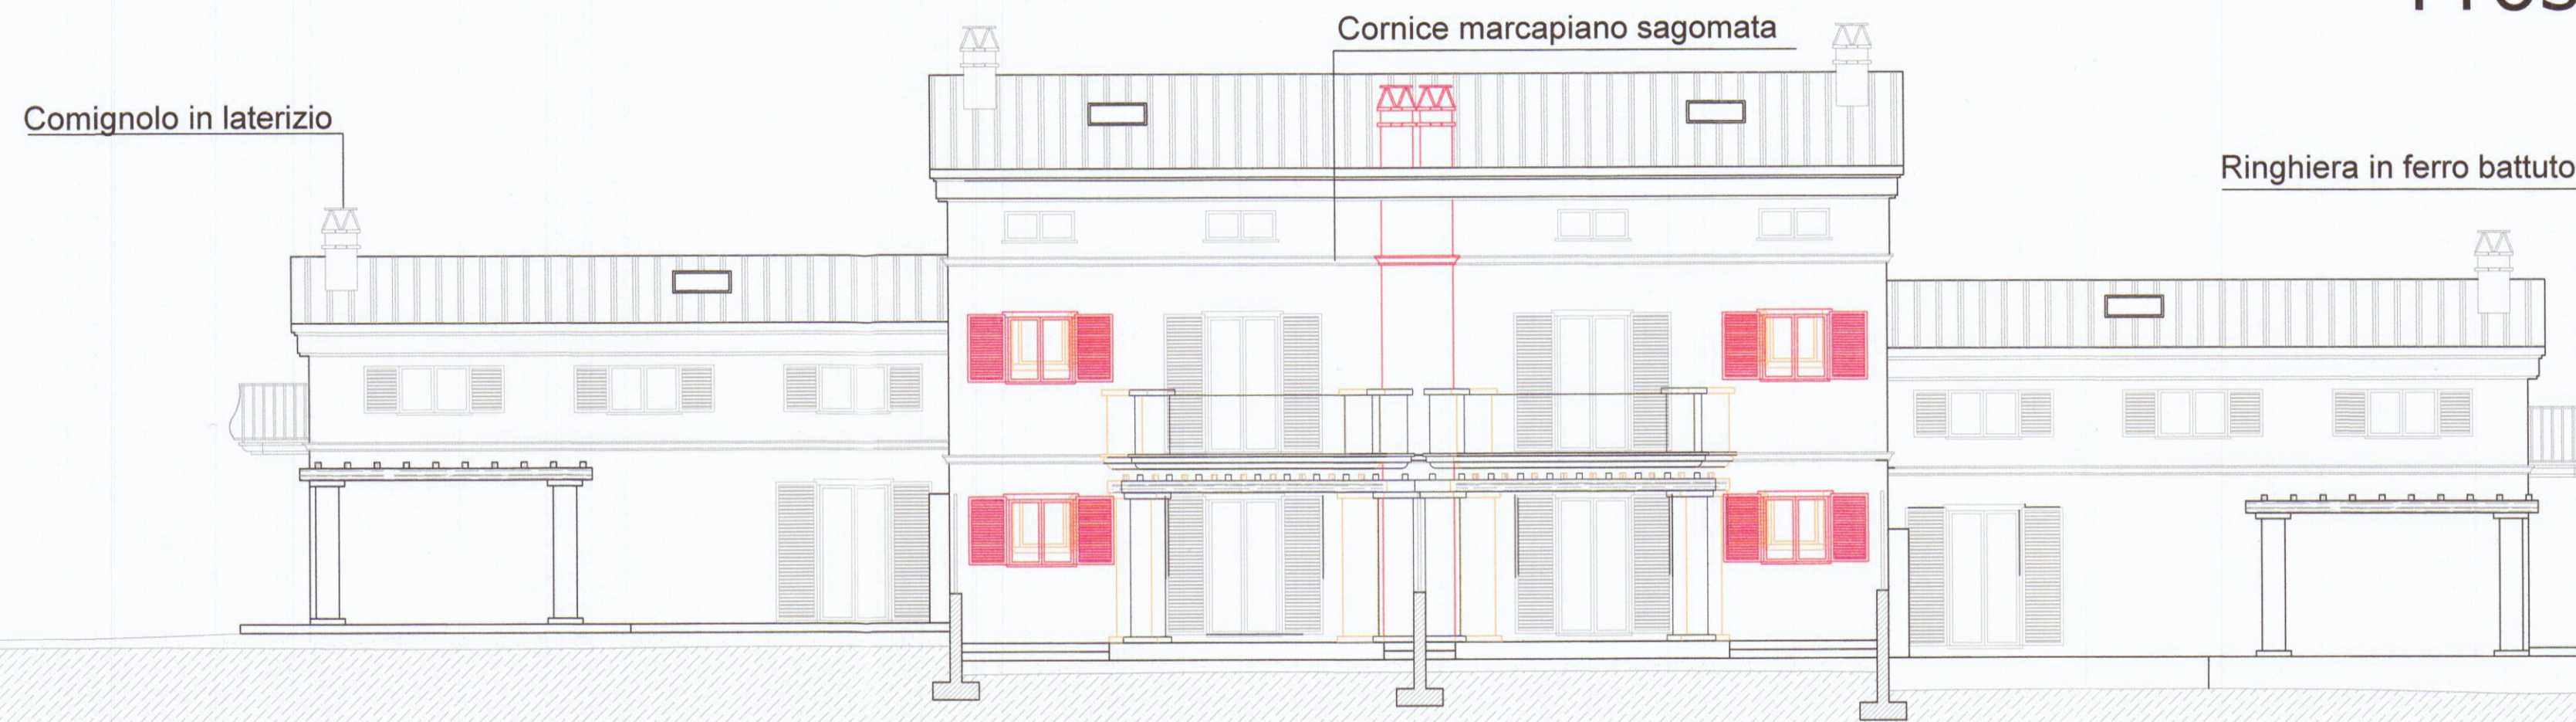 Cornice marcapiano sagomata
Comignolo in laterizio
Ringhiera in ferro battuto